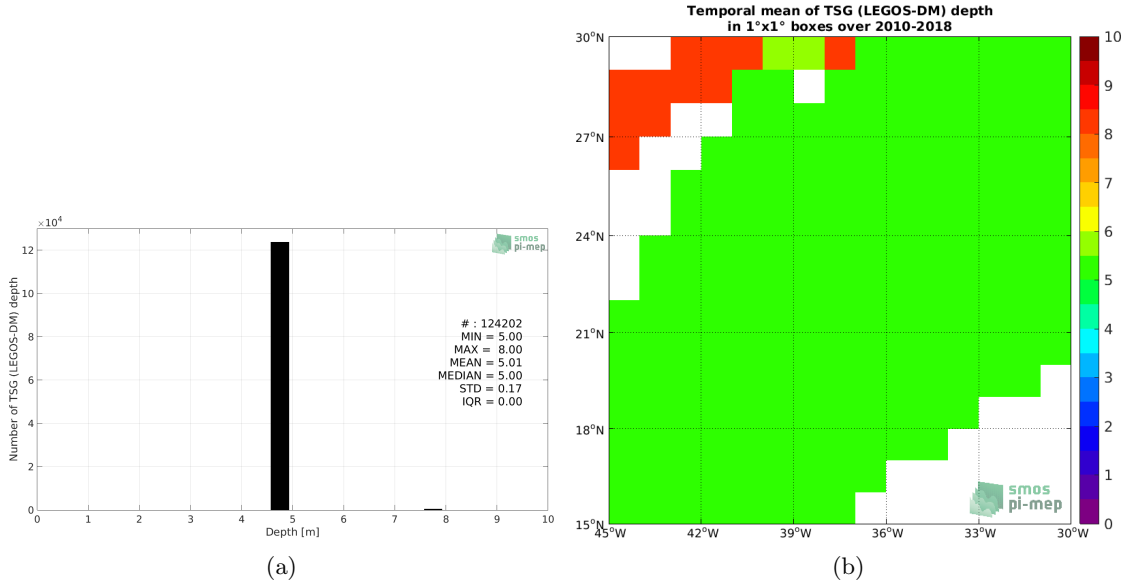 ×10⁴
12
10
8
6
4
2
0
0 1 2 3 4 5 6 7 8 9 10
Depth [m]
Number of TSG (LEGOS-DM) depth
smos
pi-mep
# : 124202
MIN = 5.00
MAX = 8.00
MEAN = 5.01
MEDIAN = 5.00
STD = 0.17
IQR = 0.00
(a)
Temporal mean of TSG (LEGOS-DM) depth
in 1°x1° boxes over 2010-2018
30°N
27°N
24°N
21°N
18°N
15°N
45°W 42°W 39°W 36°W 33°W 30°W
smos
pi-mep
10
9
8
7
6
5
4
3
2
1
0
(b)